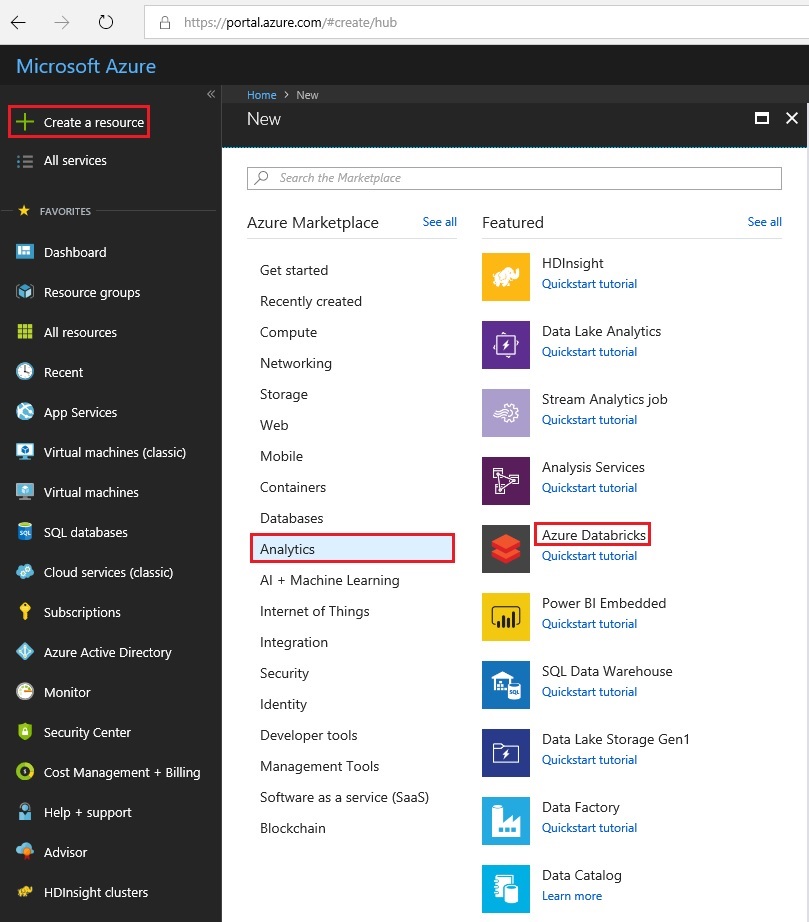 https://portal.azure.com/#create/hub
Microsoft Azure
Create a resource
All services
FAVORITES
Dashboard
Resource groups
All resources
Recent
App Services
Virtual machines (classic)
Virtual machines
SQL databases
Cloud services (classic)
Subscriptions
Azure Active Directory
Monitor
Security Center
Cost Management + Billing
Help + support
Advisor
HDInsight clusters
Home > New
New
Search the Marketplace
Azure Marketplace See all
Get started
Recently created
Compute
Networking
Storage
Web
Mobile
Containers
Databases
Analytics
AI + Machine Learning
Internet of Things
Integration
Security
Identity
Developer tools
Management Tools
Software as a service (SaaS)
Blockchain
Featured See all
HDInsight
Quickstart tutorial
Data Lake Analytics
Quickstart tutorial
Stream Analytics job
Quickstart tutorial
Analysis Services
Quickstart tutorial
Azure Databricks
Quickstart tutorial
Power BI Embedded
Quickstart tutorial
SQL Data Warehouse
Quickstart tutorial
Data Lake Storage Gen1
Quickstart tutorial
Data Factory
Quickstart tutorial
Data Catalog
Learn more